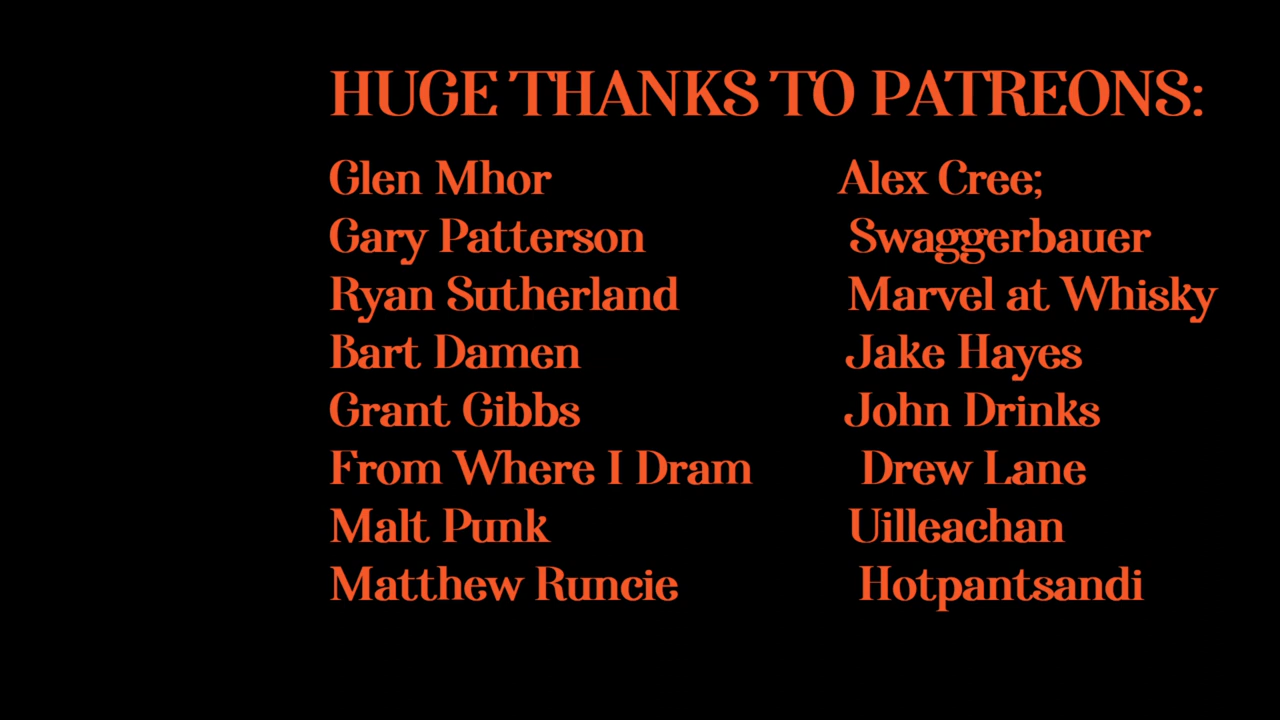 HUGE THANKS TO PATREONS:
Glen Mhor Alex Cree;
Gary Patterson Swaggerbauer
Ryan Sutherland Marvel at Whisky
Bart Damen Jake Hayes
Grant Gibbs John Drinks
From Where I Dram Drew Lane
Malt Punk Uilleachan
Matthew Runcie Hotpantsandi